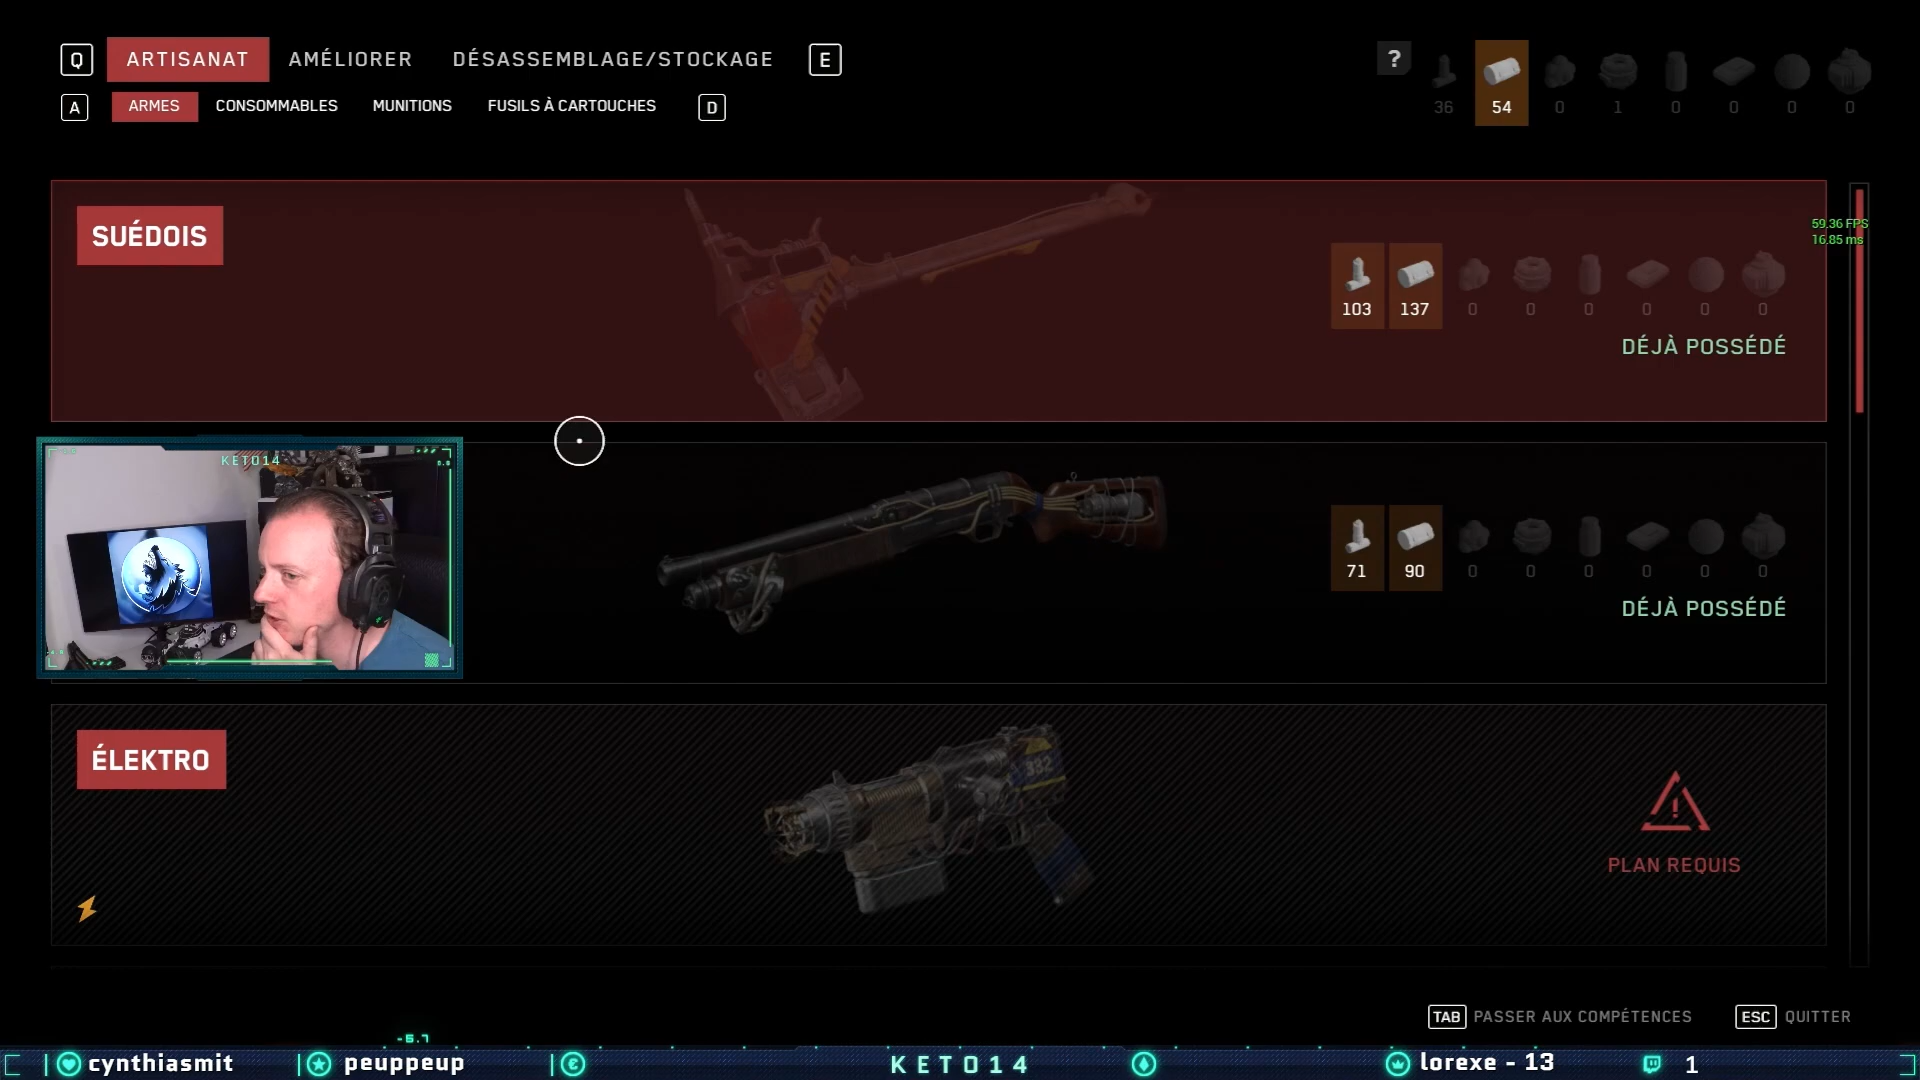 Q ARTISANAT AMÉLIORER DÉSASSEMBLAGE/STOCKAGE E
A ARMES CONSOMMABLES MUNITIONS FUSILS À CARTOUCHES D
?
36 54 0 1 0 0 0 0
SUÉDOIS
59.36 FPS
16.85 ms
103 137 0 0 0 0 0 0
DÉJÀ POSSÉDÉ
KETO14
71 90 0 0 0 0 0 0
DÉJÀ POSSÉDÉ
ÉLEKTRO
332
PLAN REQUIS
TAB PASSER AUX COMPÉTENCES ESC QUITTER
-5.7
cynthiasmit peuppeup KETO14 lorexe - 13 1